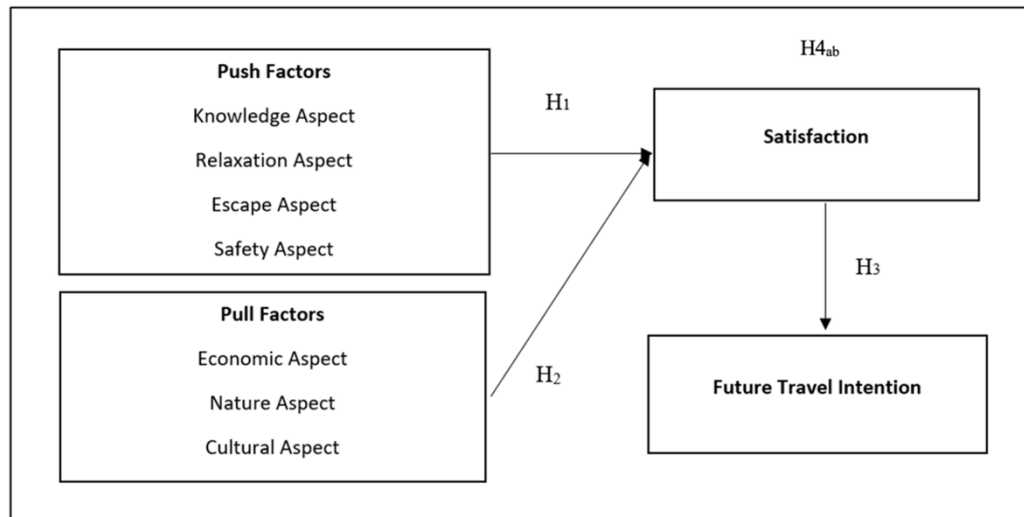 Push Factors
Knowledge Aspect
Relaxation Aspect
Escape Aspect
Safety Aspect
Pull Factors
Economic Aspect
Nature Aspect
Cultural Aspect
H1
H2
H4ab
Satisfaction
H3
Future Travel Intention